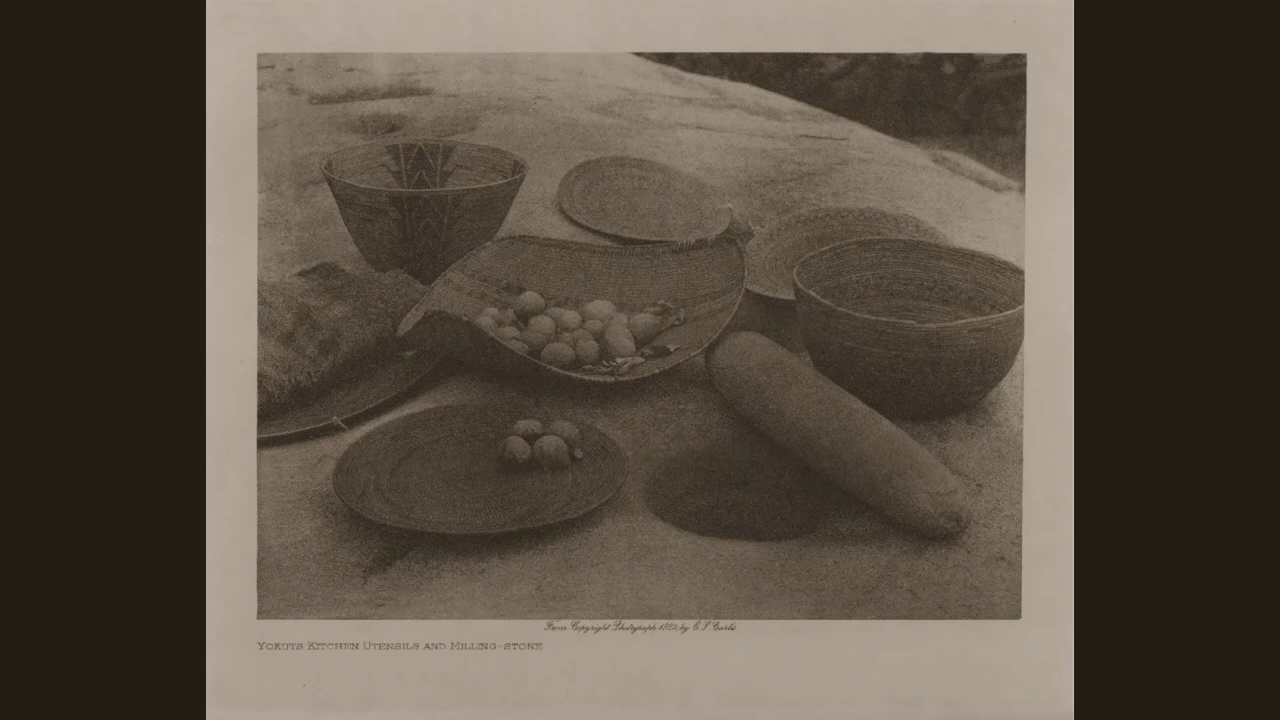 From Copyright Photograph 1923 by E.S. Curtis
YOKUTS KITCHEN UTENSILS AND MILLING-STONE